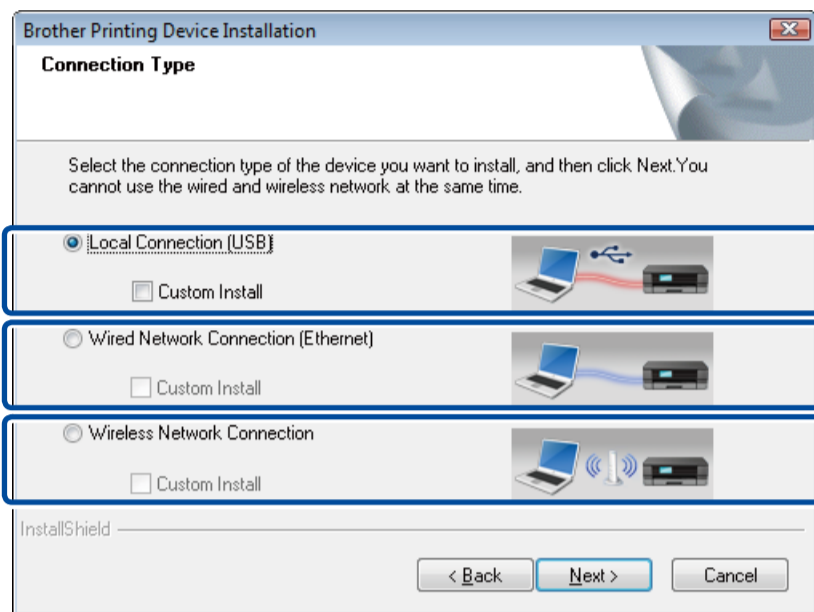 Brother Printing Device Installation
Connection Type
Select the connection type of the device you want to install, and then click Next.You
cannot use the wired and wireless network at the same time.
Local Connection (USB)
Custom Install
Wired Network Connection (Ethernet)
Custom Install
Wireless Network Connection
Custom Install
InstallShield
< Back
Next >
Cancel